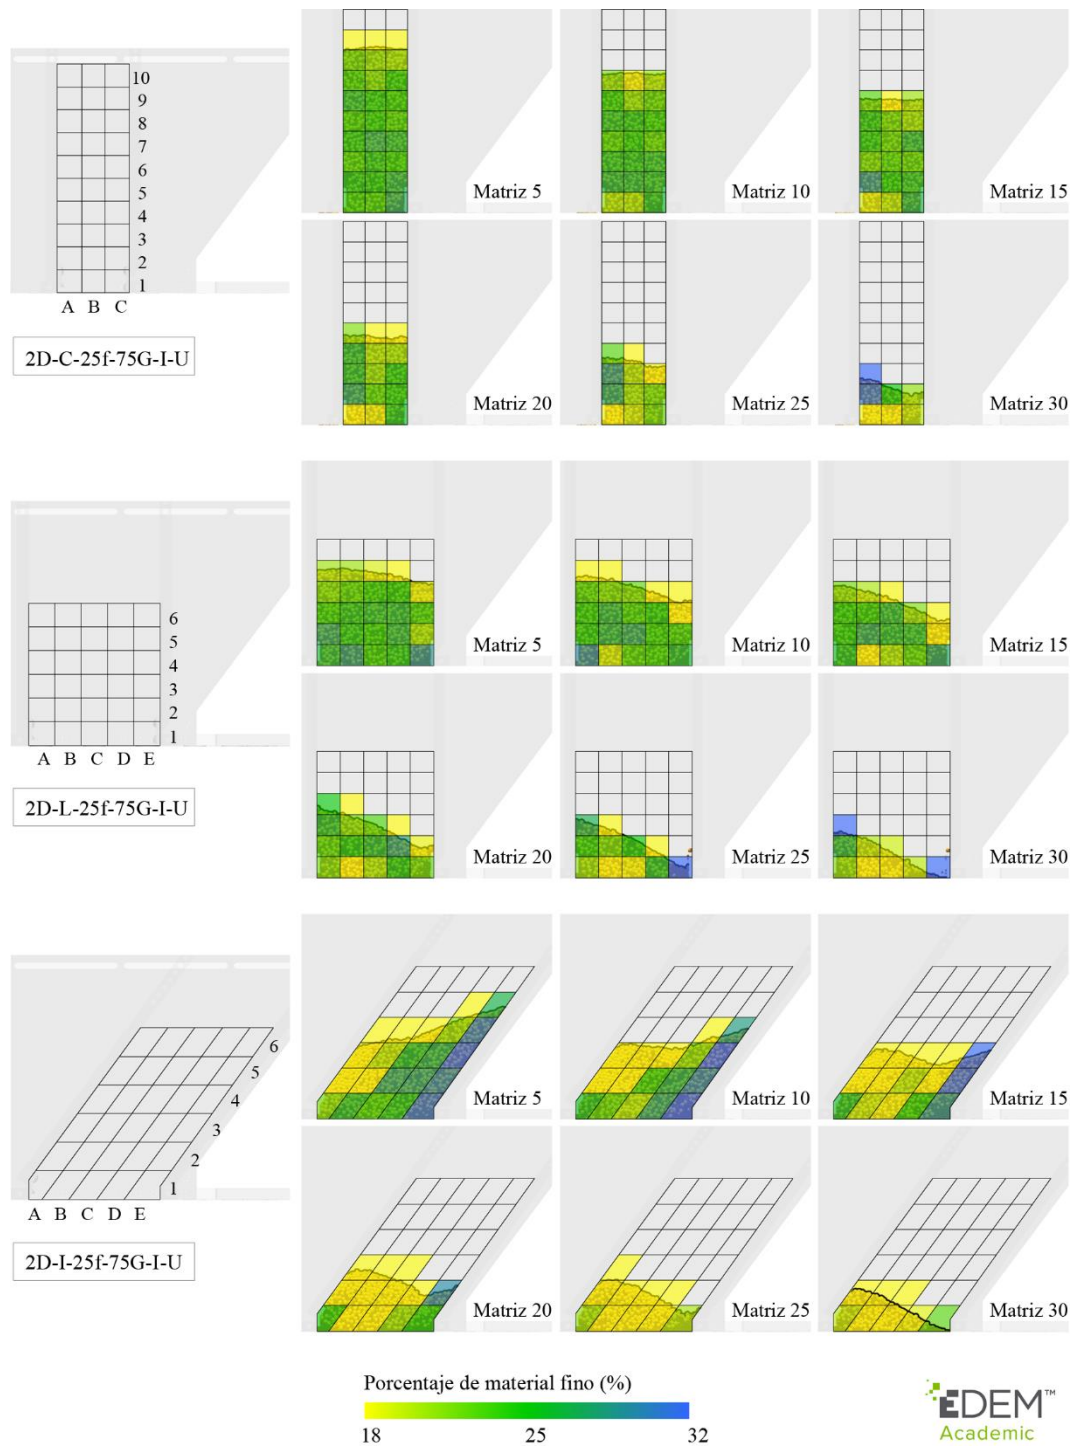 10
9
8
7
6
5
4
3
2
1
A B C
2D-C-25f-75G-I-U
Matriz 5
Matriz 10
Matriz 15
Matriz 20
Matriz 25
Matriz 30
6
5
4
3
2
1
A B C D E
2D-L-25f-75G-I-U
Matriz 5
Matriz 10
Matriz 15
Matriz 20
Matriz 25
Matriz 30
6
5
4
3
2
1
A B C D E
2D-I-25f-75G-I-U
Matriz 5
Matriz 10
Matriz 15
Matriz 20
Matriz 25
Matriz 30
Porcentaje de material fino (%)
18 25 32
EDEM™
Academic